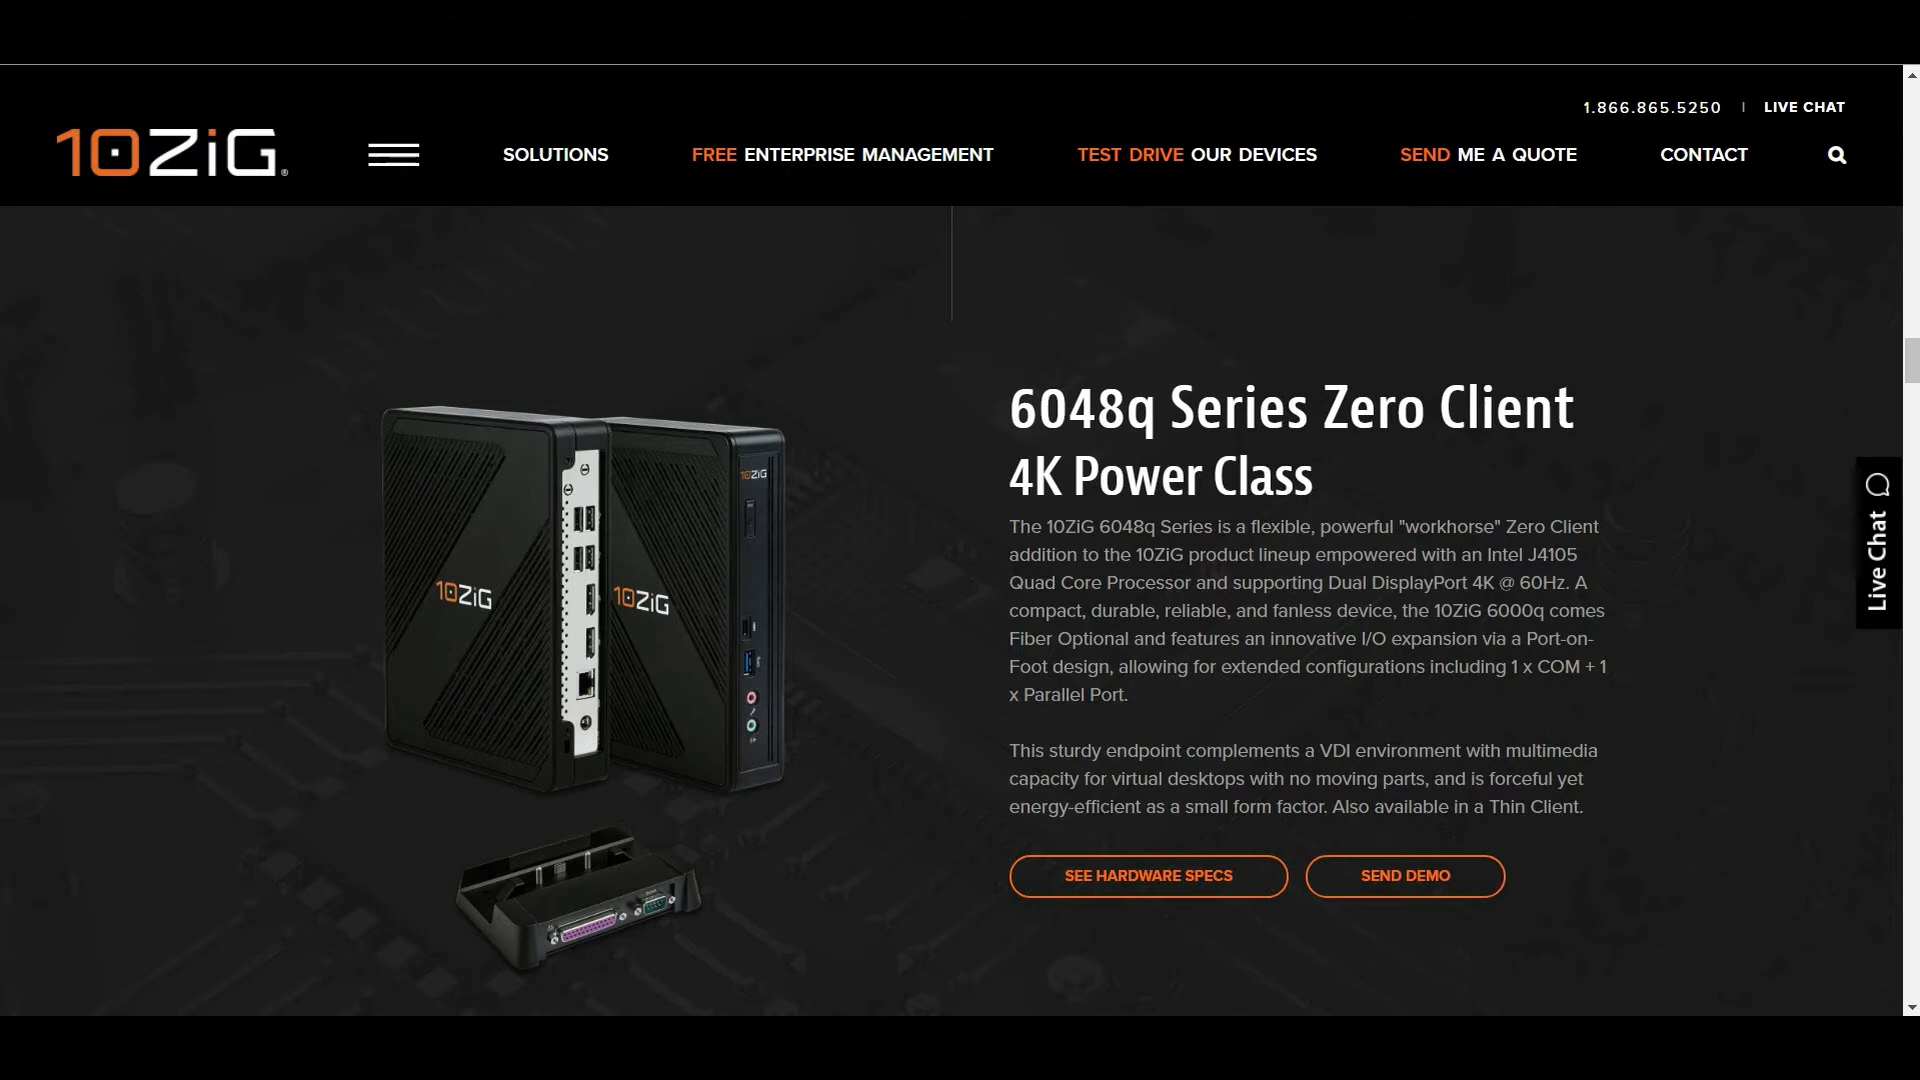 1.866.865.5250 | LIVE CHAT
10ZiG®
SOLUTIONS
FREE ENTERPRISE MANAGEMENT
TEST DRIVE OUR DEVICES
SEND ME A QUOTE
CONTACT
6048q Series Zero Client
4K Power Class
The 10ZiG 6048q Series is a flexible, powerful "workhorse" Zero Client
addition to the 10ZiG product lineup empowered with an Intel J4105
Quad Core Processor and supporting Dual DisplayPort 4K @ 60Hz. A
compact, durable, reliable, and fanless device, the 10ZiG 6000q comes
Fiber Optional and features an innovative I/O expansion via a Port-on-
Foot design, allowing for extended configurations including 1 x COM + 1
x Parallel Port.
This sturdy endpoint complements a VDI environment with multimedia
capacity for virtual desktops with no moving parts, and is forceful yet
energy-efficient as a small form factor. Also available in a Thin Client.
SEE HARDWARE SPECS
SEND DEMO
Live Chat
10ZiG
10ZiG
10ZiG